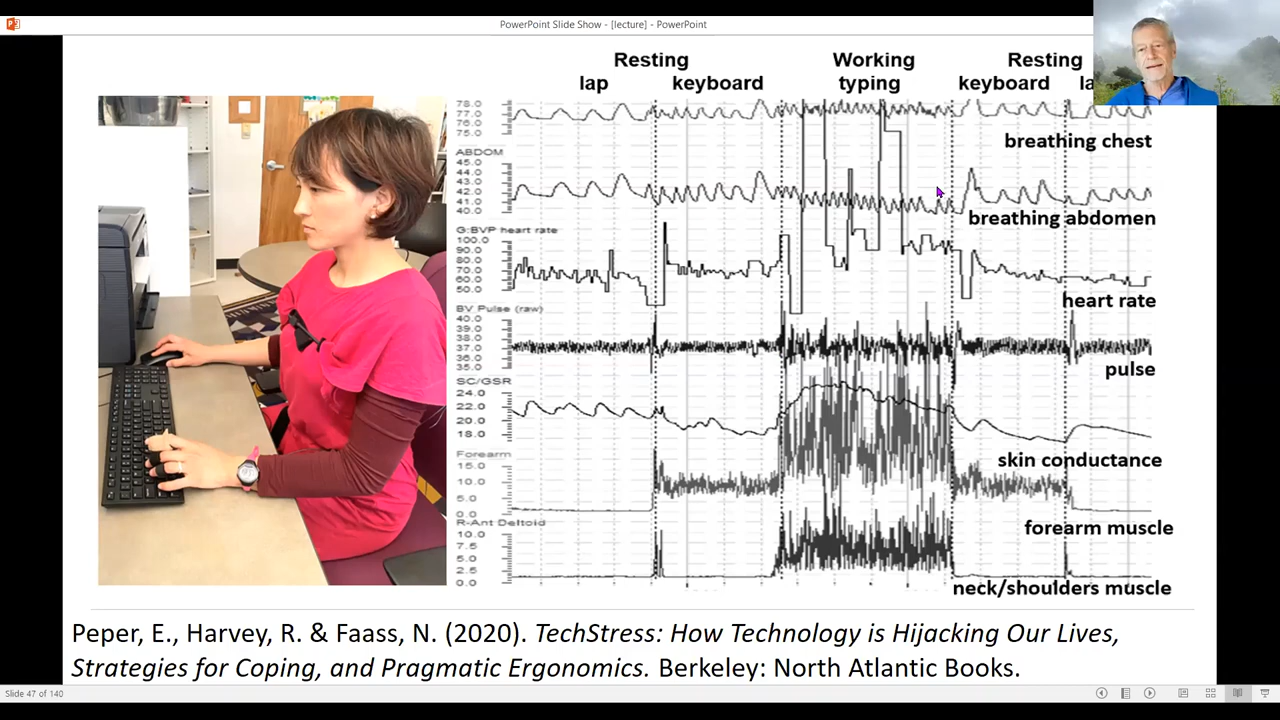 PowerPoint Slide Show - [lecture] - PowerPoint
Resting Working Resting
lap keyboard typing keyboard la
78.0
77.0
76.0
75.0
breathing chest
ABDOM
45.0
44.0
43.0
42.0
41.0
40.0
breathing abdomen
G:BVP heart rate
100.0
90.0
80.0
70.0
60.0
50.0
heart rate
BV Pulse (raw)
40.0
39.0
38.0
37.0
36.0
35.0
pulse
SC/GSR
24.0
22.0
20.0
18.0
skin conductance
Forearm
15.0
10.0
5.0
0.0
forearm muscle
R-Ant Deltoid
10.0
7.5
5.0
2.5
0.0
neck/shoulders muscle
Peper, E., Harvey, R. & Faass, N. (2020). TechStress: How Technology is Hijacking Our Lives,
Strategies for Coping, and Pragmatic Ergonomics. Berkeley: North Atlantic Books.
Slide 47 of 140